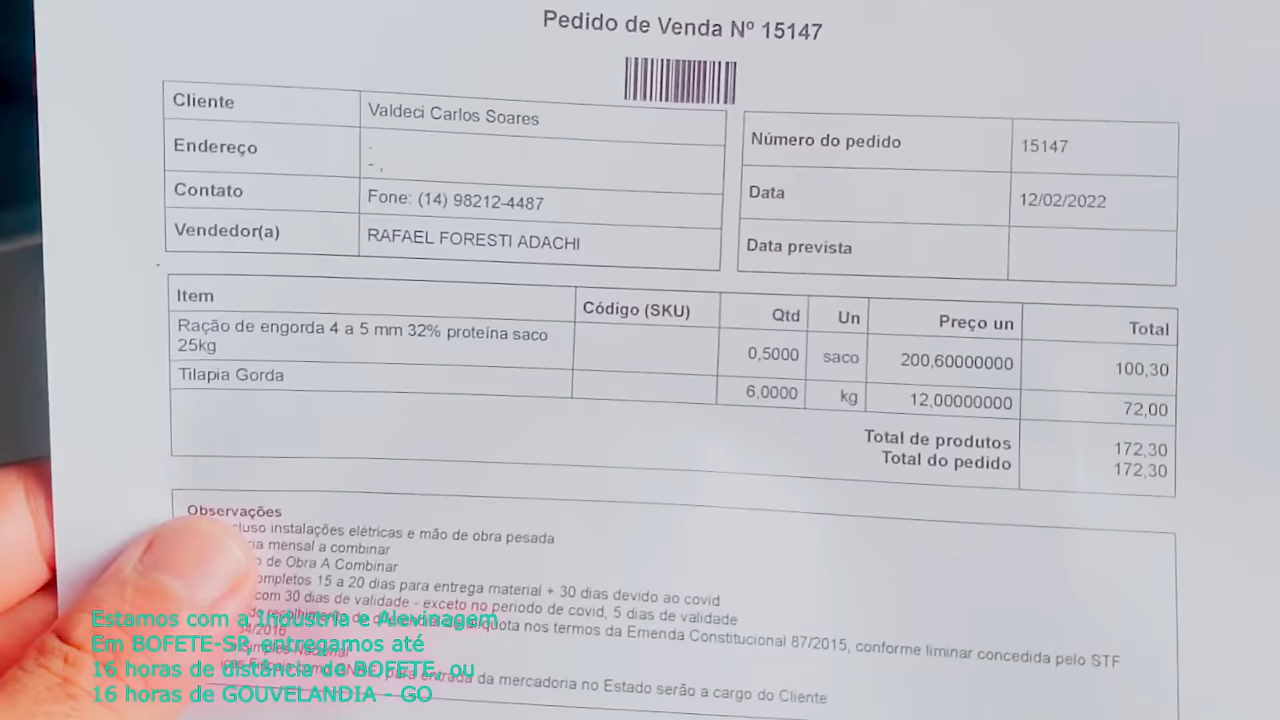 Pedido de Venda Nº 15147
Cliente Valdeci Carlos Soares
Endereço . - ,
Contato Fone: (14) 98212-4487
Vendedor(a) RAFAEL FORESTI ADACHI
Número do pedido 15147
Data 12/02/2022
Data prevista
Item Código (SKU) Qtd Un Preço un Total
Ração de engorda 4 a 5 mm 32% proteína saco
25kg 0,5000 saco 200,60000000 100,30
Tilapia Gorda 6,0000 kg 12,00000000 72,00
Total de produtos 172,30
Total do pedido 172,30
Observações
instalações elétricas e mão de obra pesada
mensal a combinar
de Obra A Combinar
15 a 20 dias para entrega material + 30 dias devido ao covid
com 30 dias de validade - exceto no periodo de covid, 5 dias de validade
nos termos da Emenda Constitucional 87/2015, conforme liminar concedida pelo STF
para entrada da mercadoria no Estado serão a cargo do Cliente
Estamos com a Industria e Alevinagem
Em BOFETE-SP, entregamos até
16 horas de distância de BOFETE, ou
16 horas de GOUVELANDIA - GO